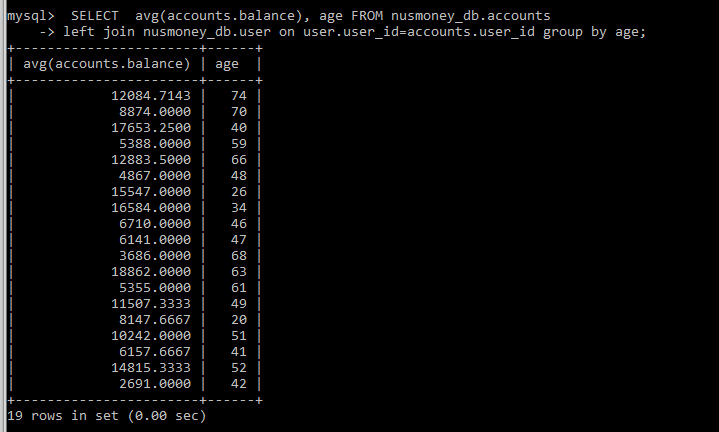 mysql>  SELECT  avg(accounts.balance), age FROM nusmoney_db.accounts
    -> left join nusmoney_db.user on user.user_id=accounts.user_id group by age;
+-----------------------+------+
| avg(accounts.balance) | age  |
+-----------------------+------+
|            12084.7143 |   74 |
|             8874.0000 |   70 |
|            17653.2500 |   40 |
|             5388.0000 |   59 |
|            12883.5000 |   66 |
|             4867.0000 |   48 |
|            15547.0000 |   26 |
|            16584.0000 |   34 |
|             6710.0000 |   46 |
|             6141.0000 |   47 |
|             3686.0000 |   68 |
|            18862.0000 |   63 |
|             5355.0000 |   61 |
|            11507.3333 |   49 |
|             8147.6667 |   20 |
|            10242.0000 |   51 |
|             6157.6667 |   41 |
|            14815.3333 |   52 |
|             2691.0000 |   42 |
+-----------------------+------+
19 rows in set (0.00 sec)